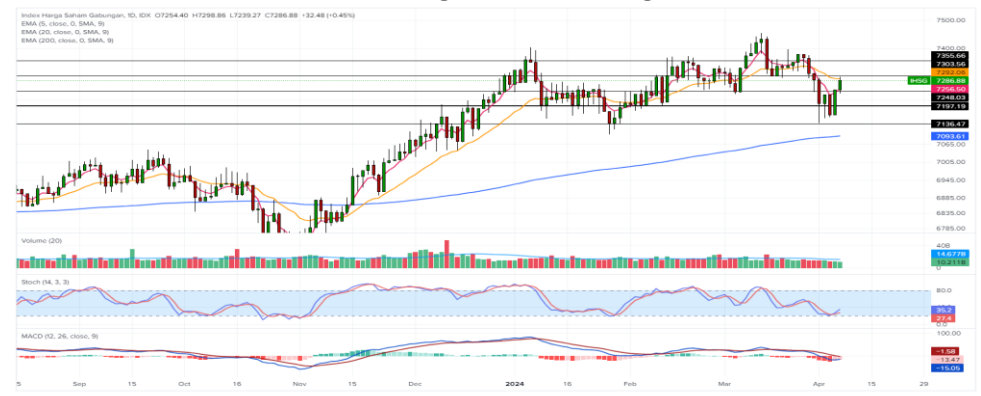 Index Harga Saham Gabungan, 1D, IDX O7254.40 H7298.86 L7239.27 C7286.88 +32.48 (+0.45%)
EMA (5, close, 0, SMA, 9)
EMA (20, close, 0, SMA, 9)
EMA (200, close, 0, SMA, 9)
7500.00
7400.00
7355.66
7303.56
7292.06
IHSG 7286.88
7256.50
7248.03
7197.19
7136.47
7093.61
7065.00
7005.00
6945.00
6885.00
6835.00
6785.00
Volume (20)
40B
14.677B
10.211B
0
Stoch (14, 3, 3)
80.0
35.2
27.4
0.0
MACD (12, 26, close, 9)
100.00
−1.58
−13.47
−15.05
5 Sep 15 Oct 16 Nov 15 Dec 2024 16 Feb Mar Apr 15 29